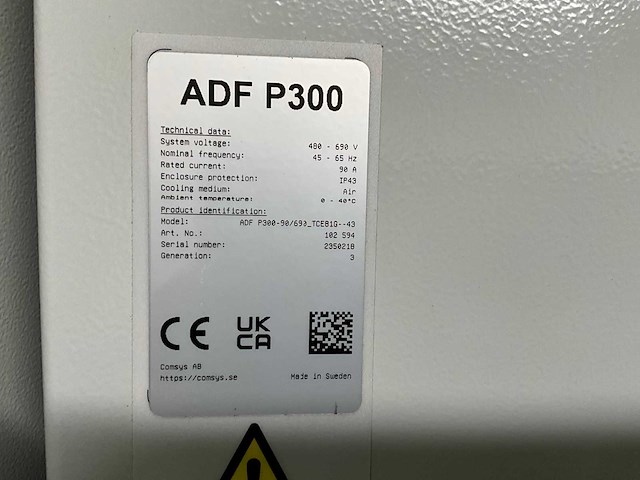 ADF P300
Technical data:
System voltage: 480 - 690 V
Nominal frequency: 45 - 65 Hz
Rated current: 90 A
Enclosure protection: IP43
Cooling medium: Air
Ambient temperature: 0 - 40°C
Product identification:
Model: ADF P300-90/690_TCEB1G--43
Art. No.: 102 594
Serial number: 2350218
Generation: 3
CE UK
CA
Comsys AB
https://comsys.se Made in Sweden